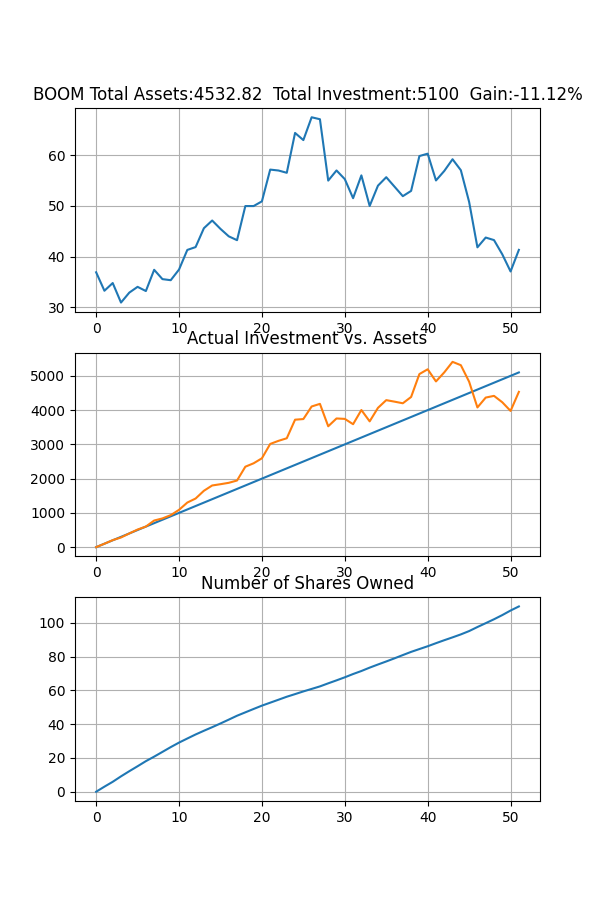 BOOM Total Assets:4532.82  Total Investment:5100  Gain:-11.12%
60
50
40
30
0 10 20 30 40 50
Actual Investment vs. Assets
5000
4000
3000
2000
1000
0
0 10 20 30 40 50
Number of Shares Owned
100
80
60
40
20
0
0 10 20 30 40 50